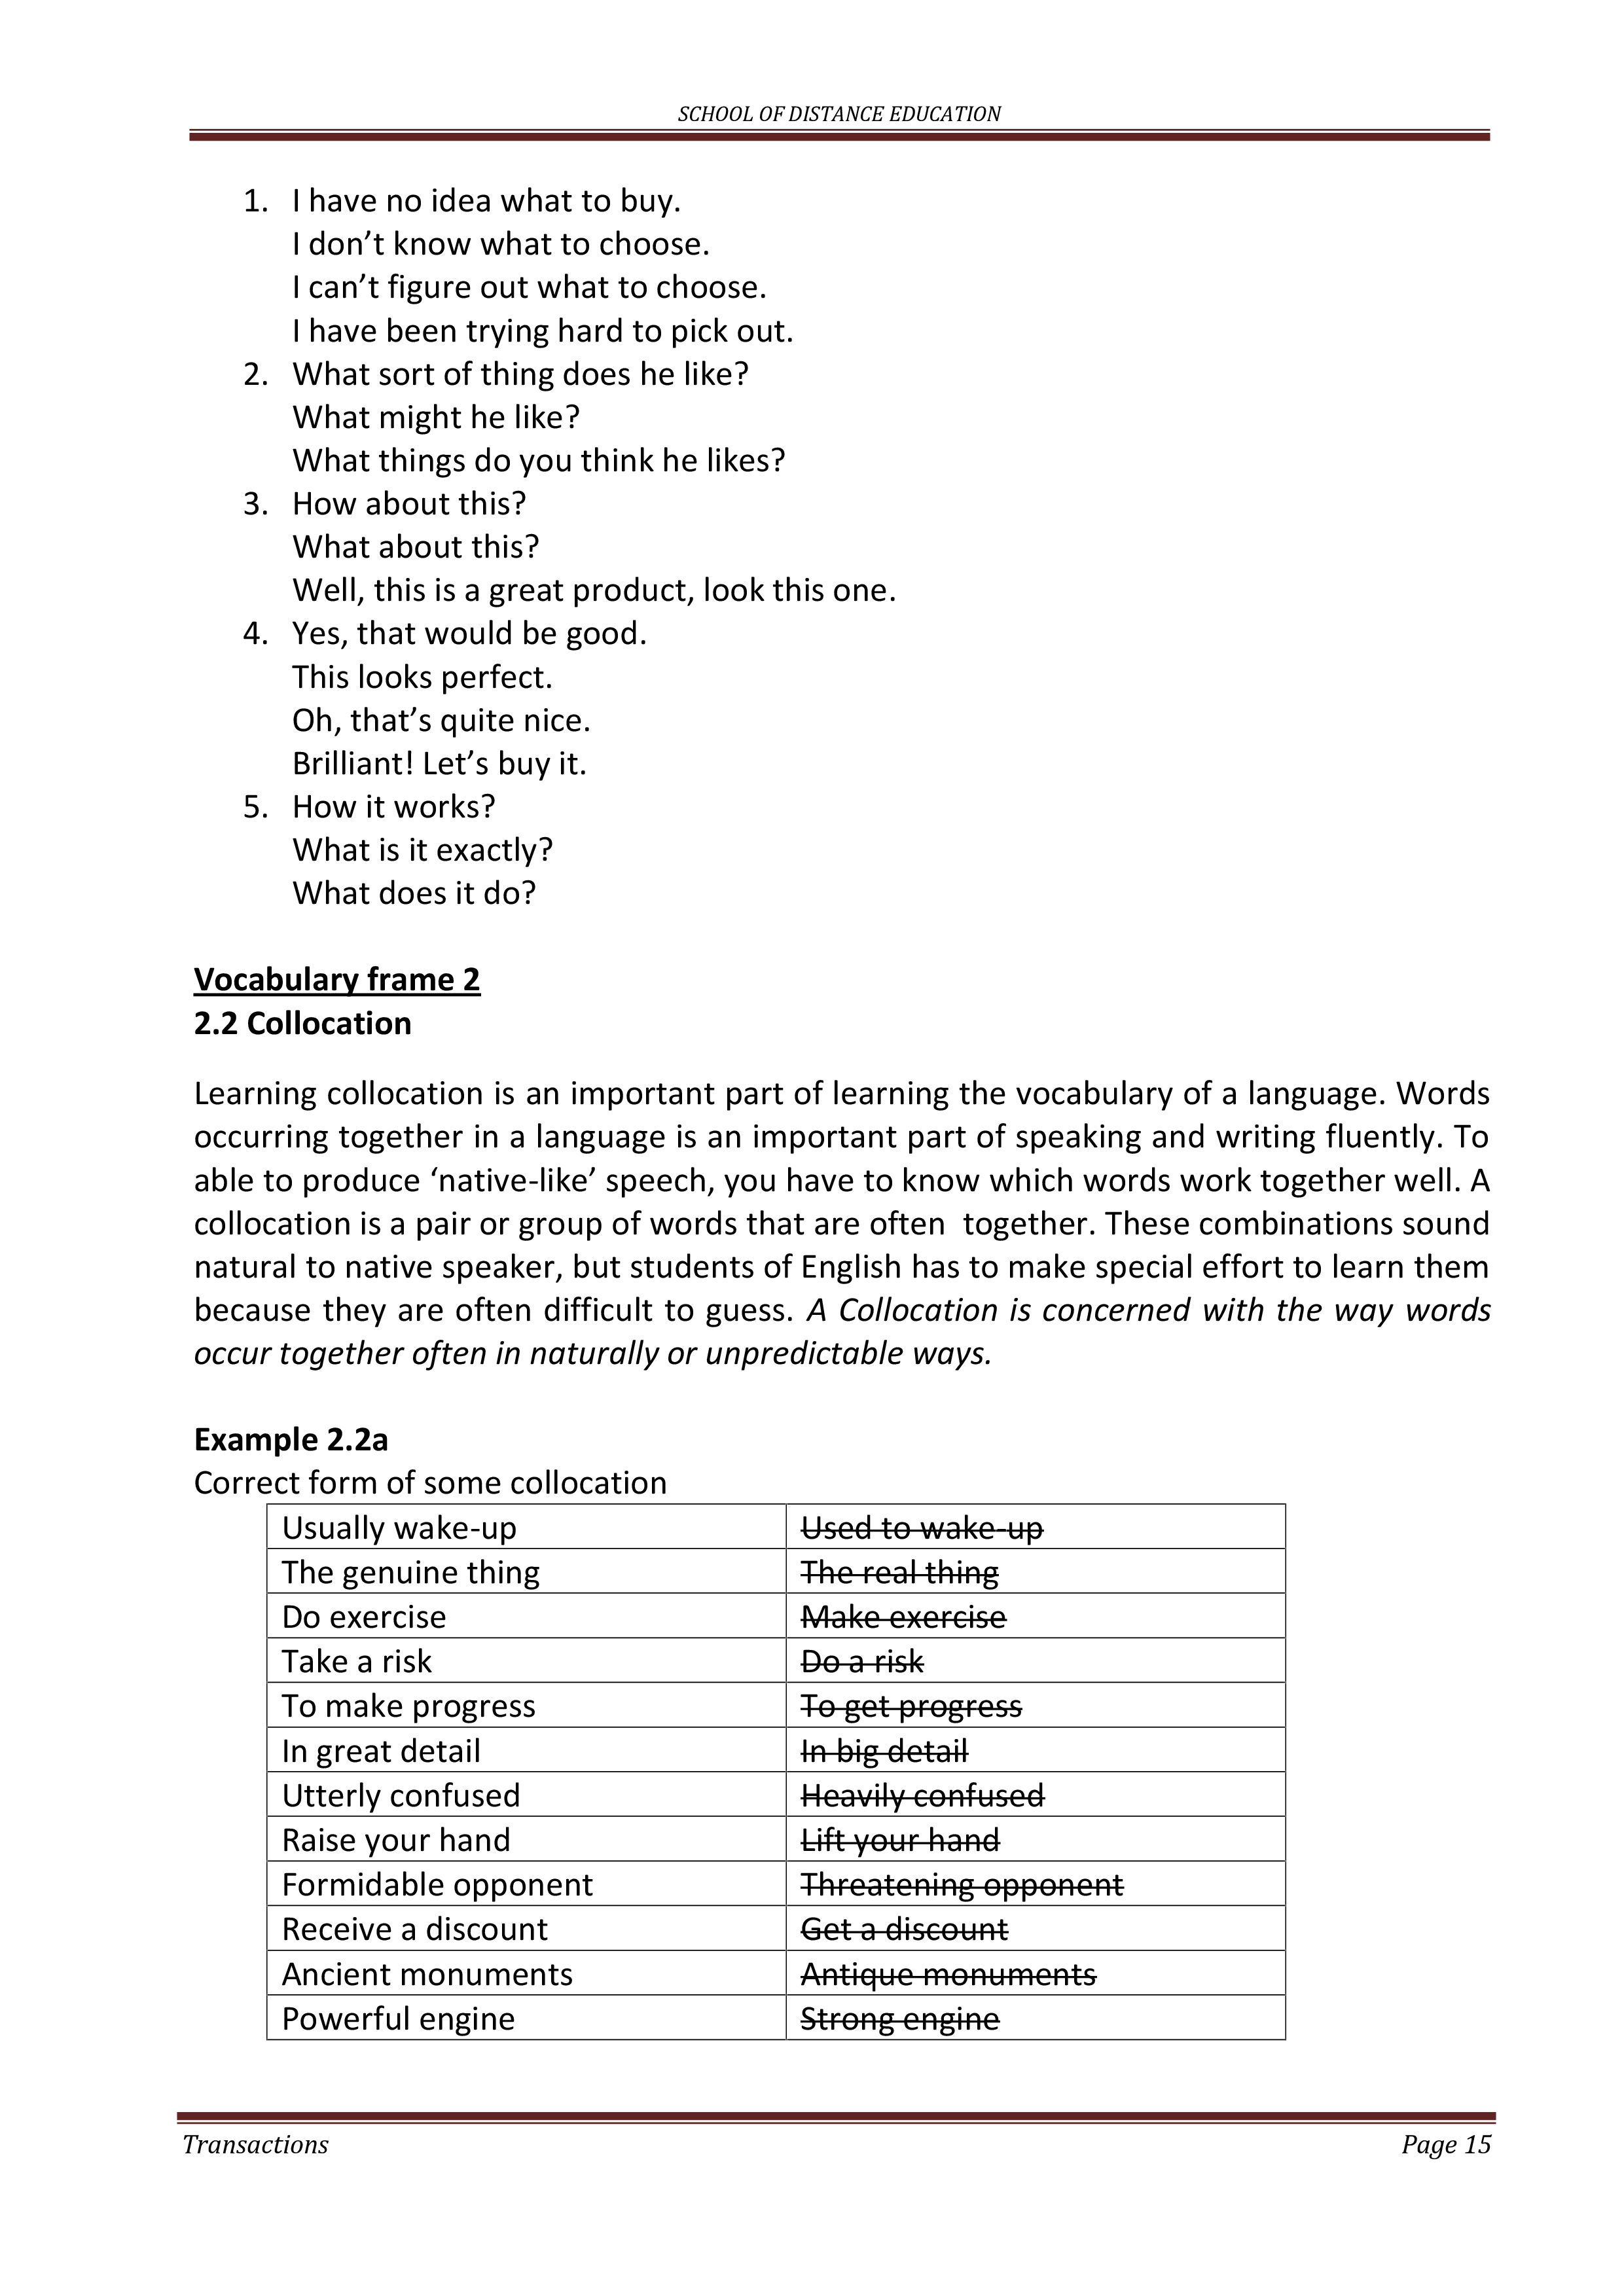 SCHOOL OF DISTANCE EDUCATION
1. I have no idea what to buy.
I don’t know what to choose.
I can’t figure out what to choose.
I have been trying hard to pick out.
2. What sort of thing does he like?
What might he like?
What things do you think he likes?
3. How about this?
What about this?
Well, this is a great product, look this one.
4. Yes, that would be good.
This looks perfect.
Oh, that’s quite nice.
Brilliant! Let’s buy it.
5. How it works?
What is it exactly?
What does it do?
Vocabulary frame 2
2.2 Collocation
Learning collocation is an important part of learning the vocabulary of a language. Words
occurring together in a language is an important part of speaking and writing fluently. To
able to produce ‘native-like’ speech, you have to know which words work together well. A
collocation is a pair or group of words that are often  together. These combinations sound
natural to native speaker, but students of English has to make special effort to learn them
because they are often difficult to guess. A Collocation is concerned with the way words
occur together often in naturally or unpredictable ways.
Example 2.2a
Correct form of some collocation
Usually wake-up Used to wake-up
The genuine thing The real thing
Do exercise Make exercise
Take a risk Do a risk
To make progress To get progress
In great detail In big detail
Utterly confused Heavily confused
Raise your hand Lift your hand
Formidable opponent Threatening opponent
Receive a discount Get a discount
Ancient monuments Antique monuments
Powerful engine Strong engine
Transactions Page 15